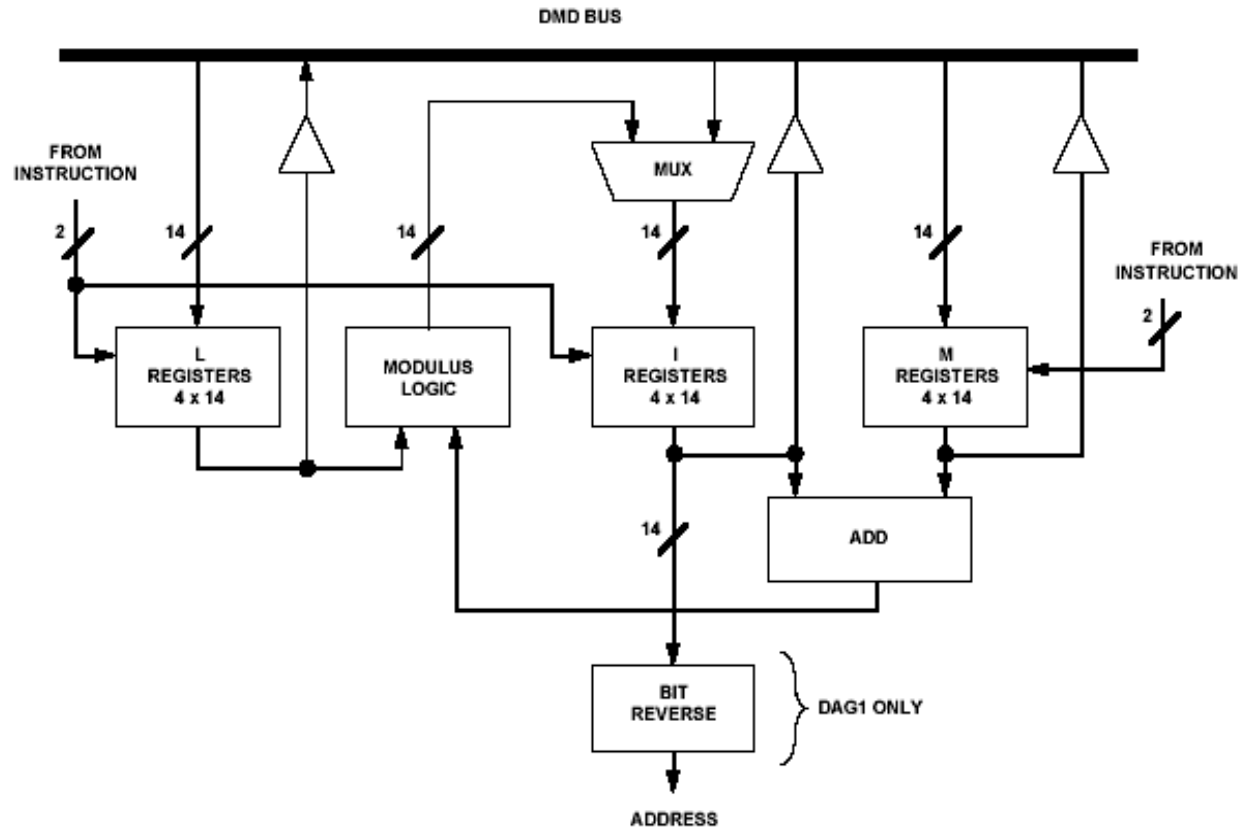 DMD BUS
FROM
INSTRUCTION
MUX
2
14
14
14
14
FROM
INSTRUCTION
2
L
REGISTERS
4 x 14
MODULUS
LOGIC
I
REGISTERS
4 x 14
M
REGISTERS
4 x 14
14
ADD
BIT
REVERSE
DAG1 ONLY
ADDRESS